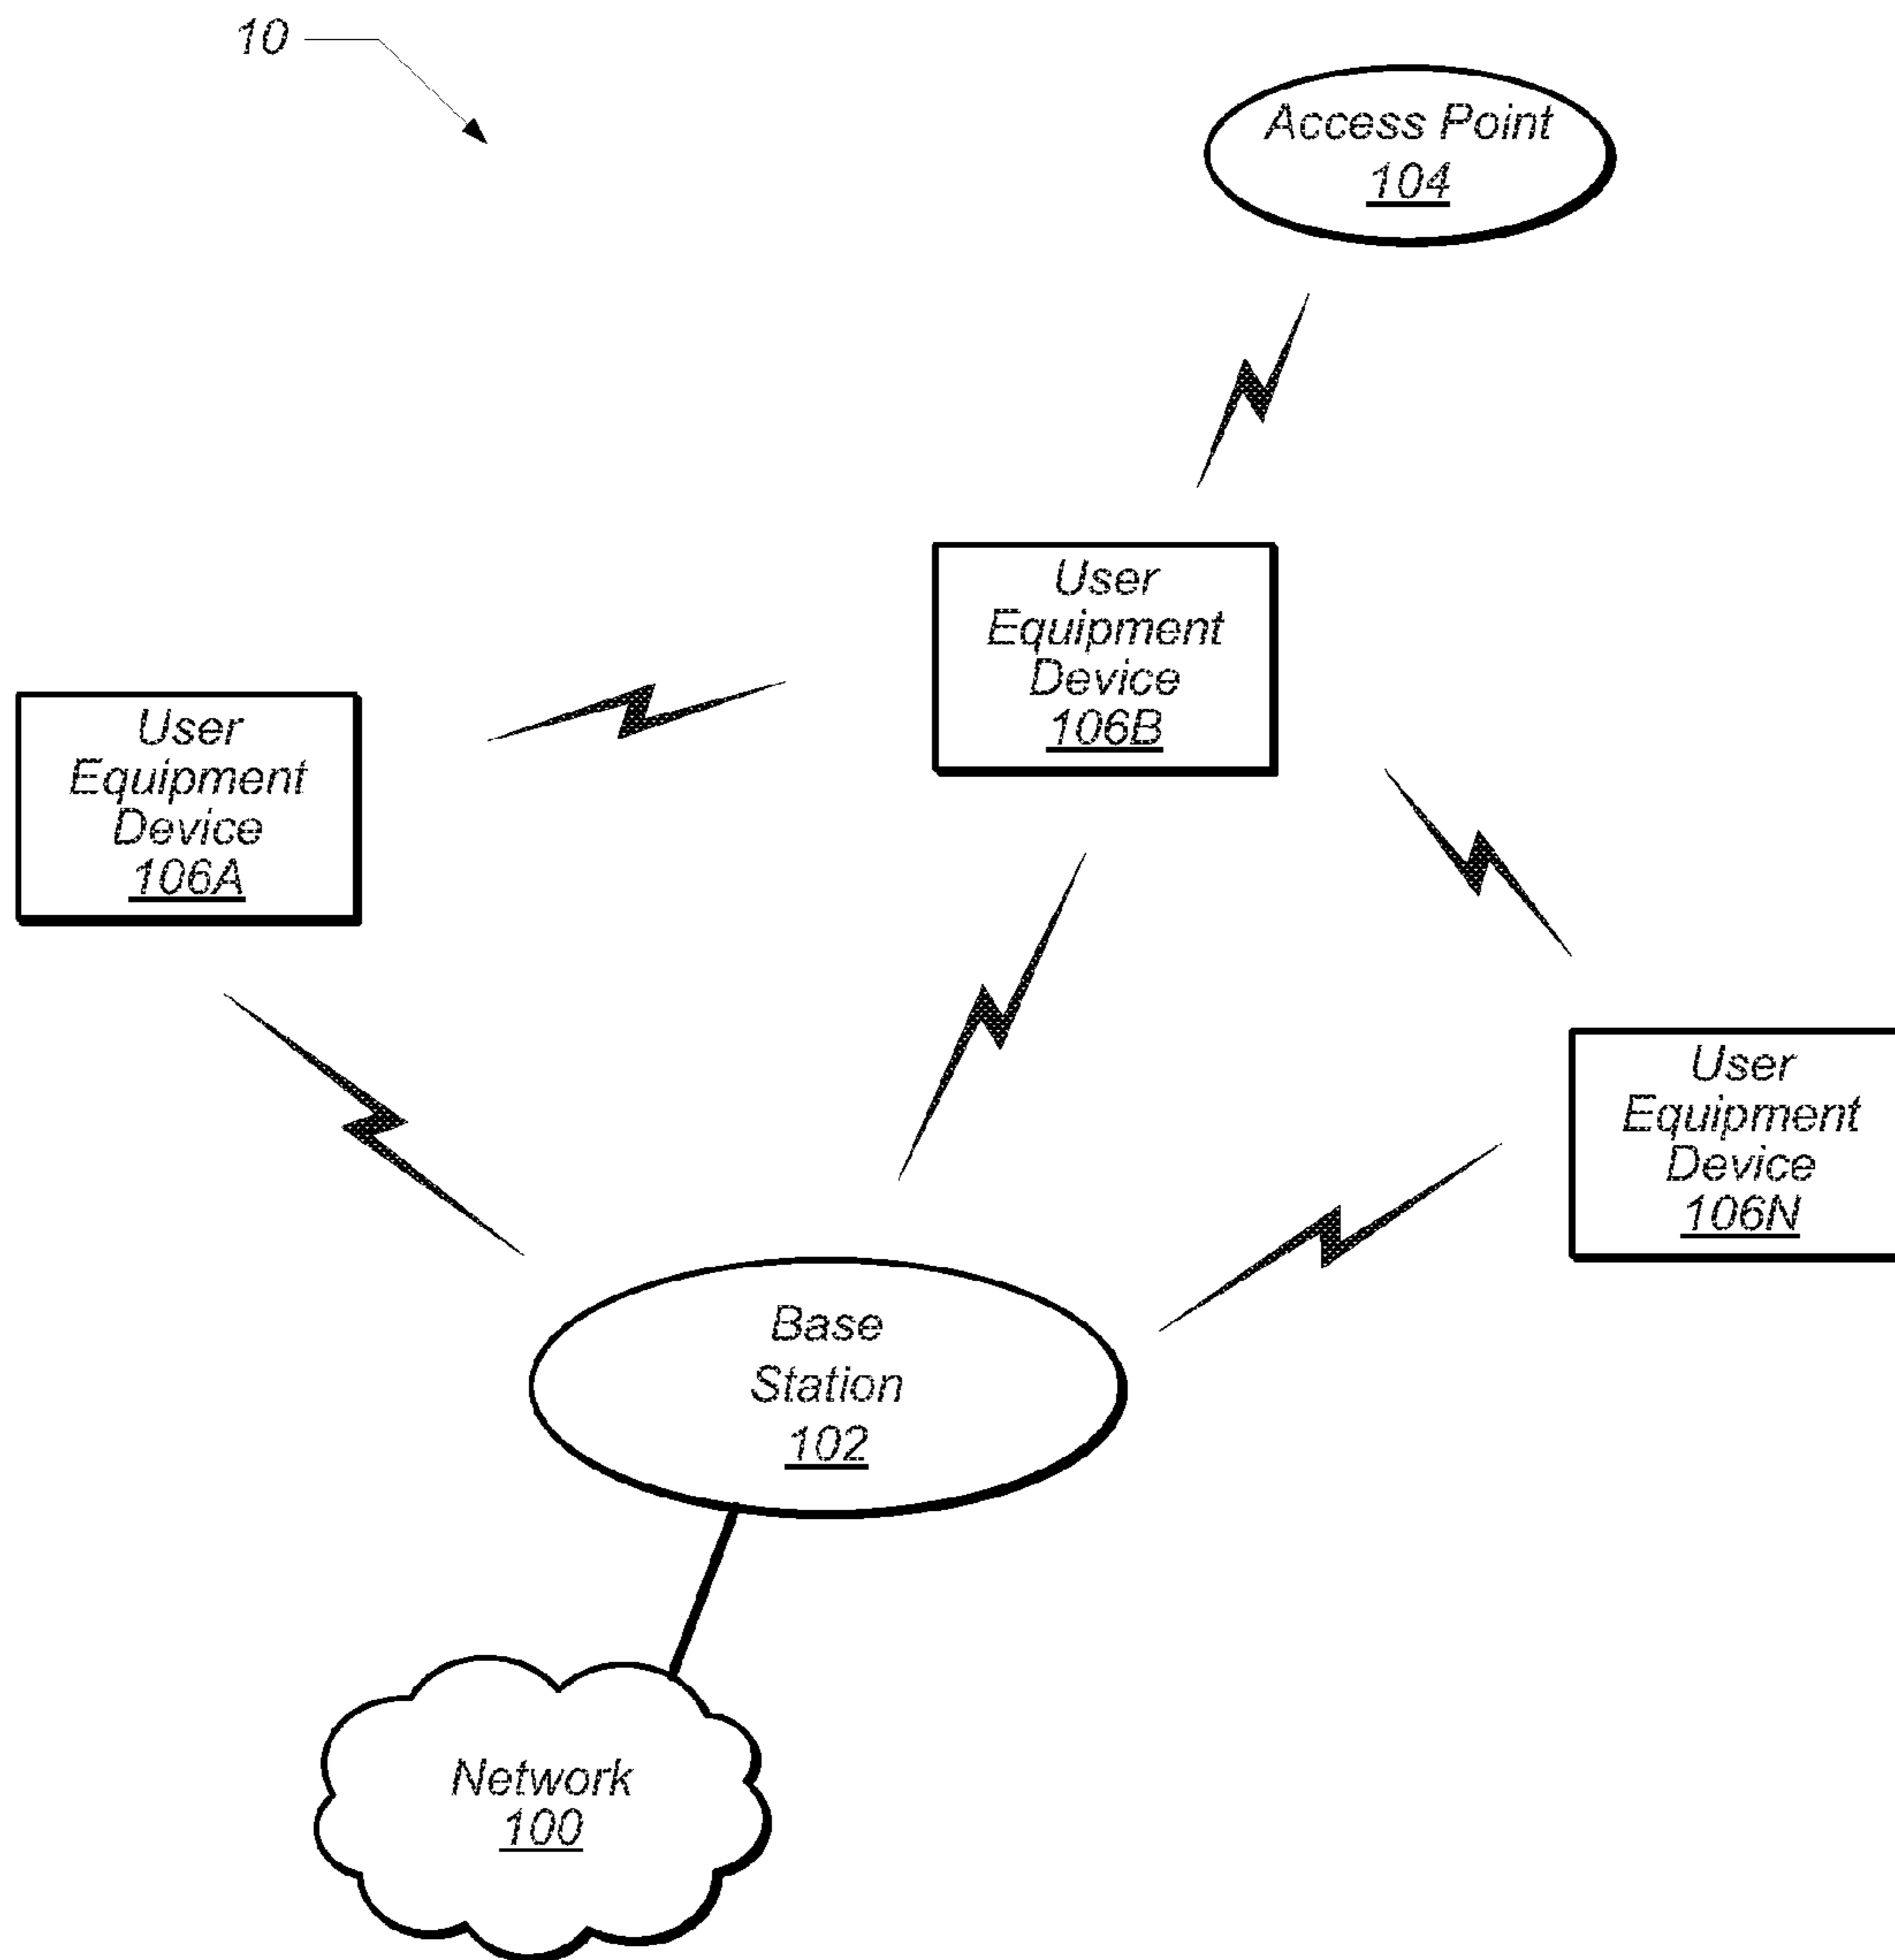 10
Access Point
104
User
Equipment
Device
106B
User
Equipment
Device
106A
User
Equipment
Device
106N
Base
Station
102
Network
100